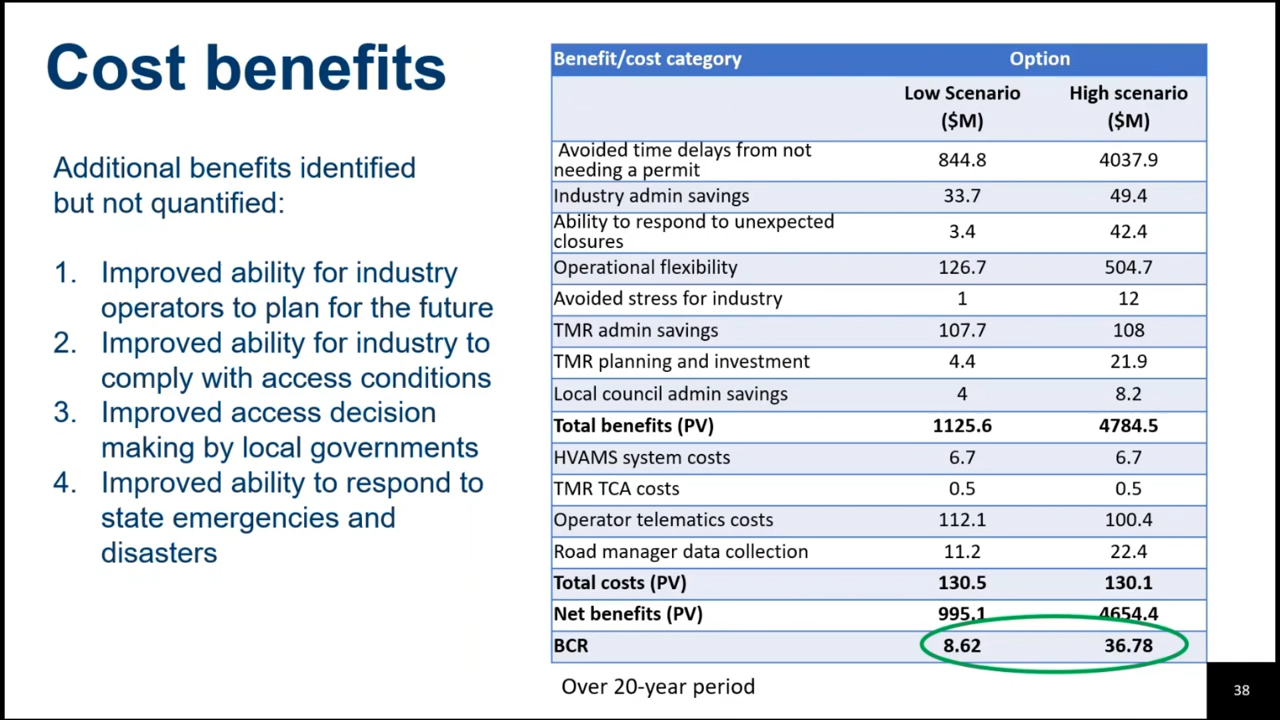 Cost benefits
Additional benefits identified
but not quantified:
1. Improved ability for industry
operators to plan for the future
2. Improved ability for industry to
comply with access conditions
3. Improved access decision
making by local governments
4. Improved ability to respond to
state emergencies and
disasters
Benefit/cost category Option
Low Scenario High scenario
($M) ($M)
Avoided time delays from not
needing a permit 844.8 4037.9
Industry admin savings 33.7 49.4
Ability to respond to unexpected
closures 3.4 42.4
Operational flexibility 126.7 504.7
Avoided stress for industry 1 12
TMR admin savings 107.7 108
TMR planning and investment 4.4 21.9
Local council admin savings 4 8.2
Total benefits (PV) 1125.6 4784.5
HVAMS system costs 6.7 6.7
TMR TCA costs 0.5 0.5
Operator telematics costs 112.1 100.4
Road manager data collection 11.2 22.4
Total costs (PV) 130.5 130.1
Net benefits (PV) 995.1 4654.4
BCR 8.62 36.78
Over 20-year period
38